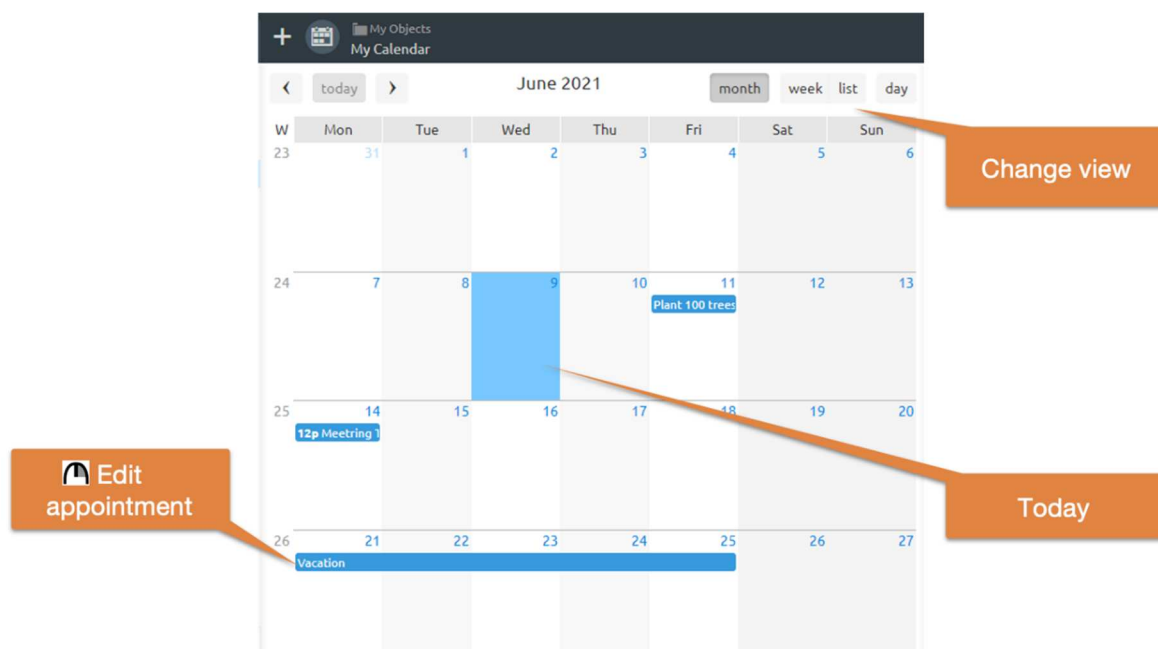 + My Objects
My Calendar
‹ today › June 2021 month week list day
W Mon Tue Wed Thu Fri Sat Sun
23 31 1 2 3 4 5 6
Change view
24 7 8 9 10 11 12 13
Plant 100 trees
25 14 15 16 17 18 19 20
12p Meetring T
Edit
appointment
Today
26 21 22 23 24 25 26 27
Vacation